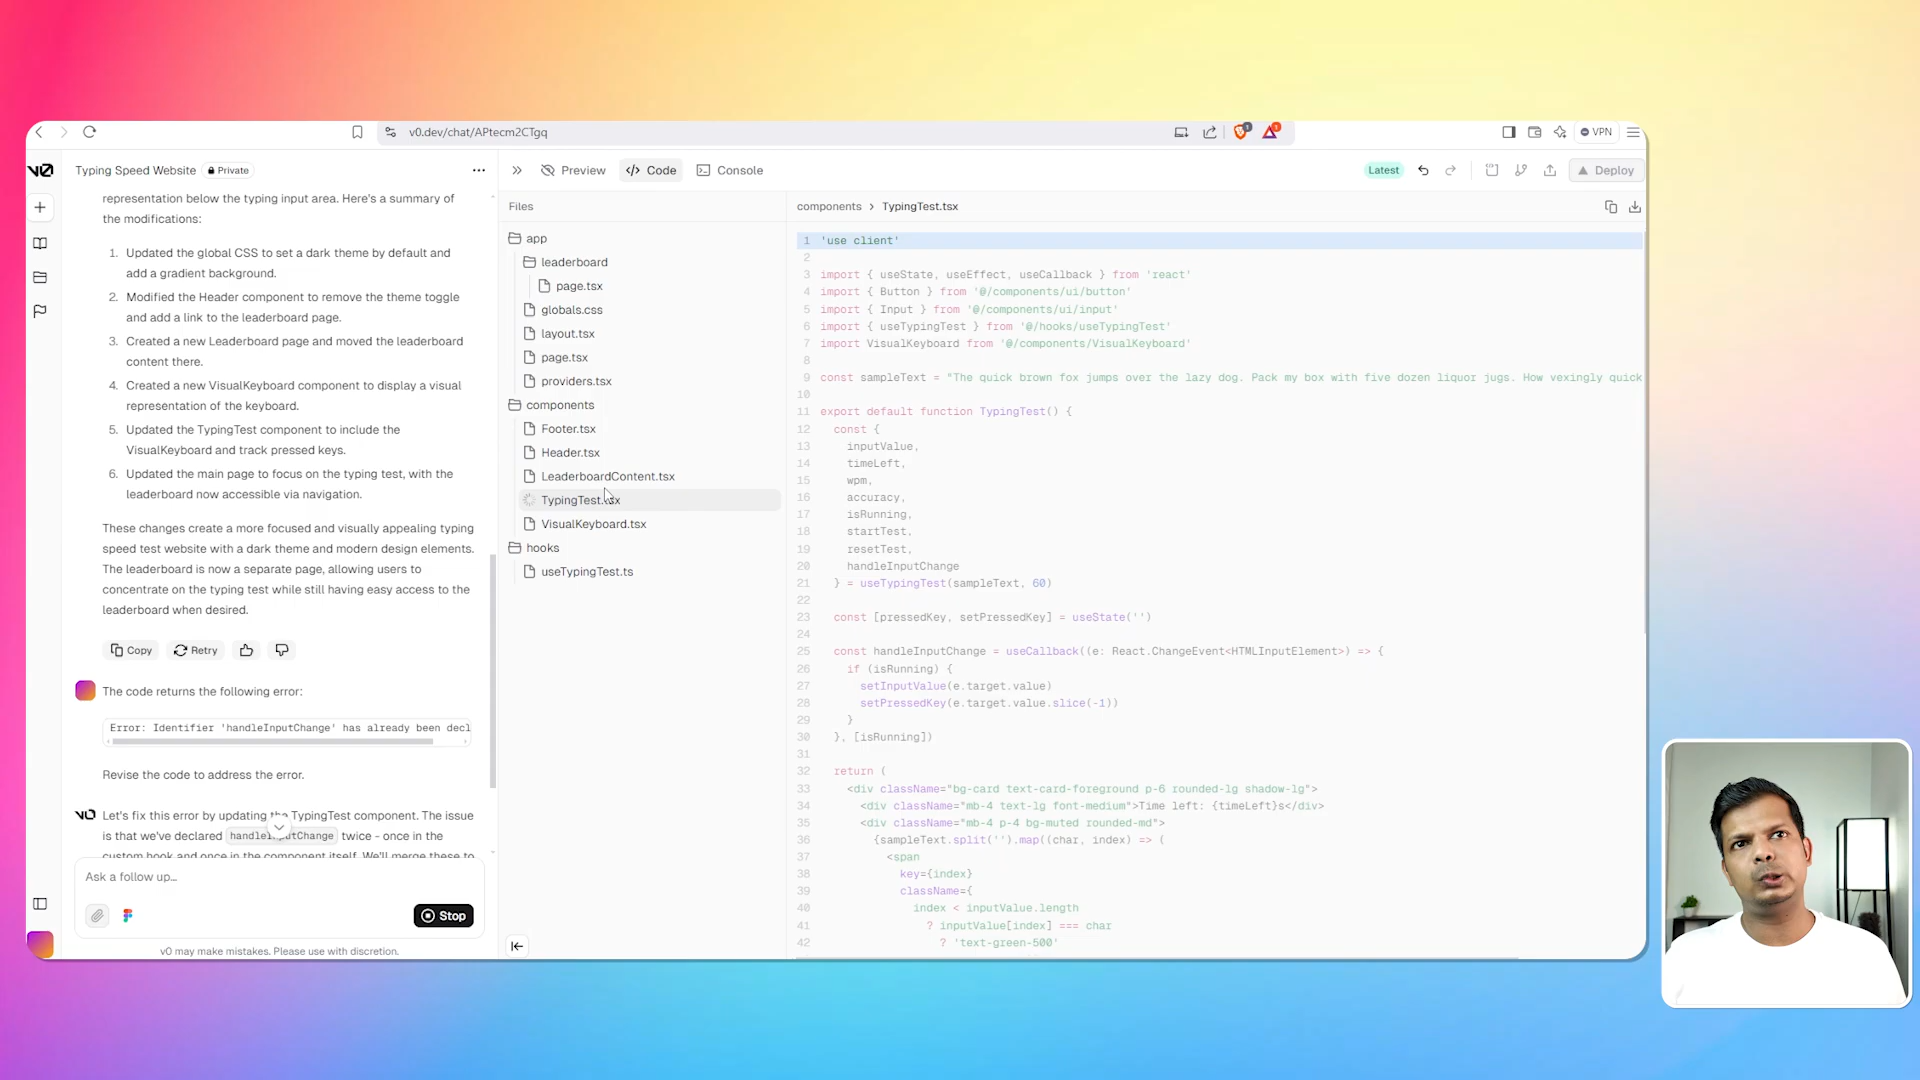 v0.dev/chat/APtecm2CTgq
1
1
VPN
v0
Typing Speed Website
Private
Preview
Code
Console
Latest
Deploy
representation below the typing input area. Here's a summary of
the modifications:
1. Updated the global CSS to set a dark theme by default and
add a gradient background.
2. Modified the Header component to remove the theme toggle
and add a link to the leaderboard page.
3. Created a new Leaderboard page and moved the leaderboard
content there.
4. Created a new VisualKeyboard component to display a visual
representation of the keyboard.
5. Updated the TypingTest component to include the
VisualKeyboard and track pressed keys.
6. Updated the main page to focus on the typing test, with the
leaderboard now accessible via navigation.
These changes create a more focused and visually appealing typing
speed test website with a dark theme and modern design elements.
The leaderboard is now a separate page, allowing users to
concentrate on the typing test while still having easy access to the
leaderboard when desired.
Copy
Retry
The code returns the following error:
Error: Identifier 'handleInputChange' has already been decl
Revise the code to address the error.
v0
Let's fix this error by updating the TypingTest component. The issue
is that we've declared handleInputChange twice - once in the
custom hook and once in the component itself. We'll merge these to
Ask a follow up...
Stop
v0 may make mistakes. Please use with discretion.
Files
app
leaderboard
page.tsx
globals.css
layout.tsx
page.tsx
providers.tsx
components
Footer.tsx
Header.tsx
LeaderboardContent.tsx
TypingTest.tsx
VisualKeyboard.tsx
hooks
useTypingTest.ts
components > TypingTest.tsx
1 'use client'
2
3 import { useState, useEffect, useCallback } from 'react'
4 import { Button } from '@/components/ui/button'
5 import { Input } from '@/components/ui/input'
6 import { useTypingTest } from '@/hooks/useTypingTest'
7 import VisualKeyboard from '@/components/VisualKeyboard'
8
9 const sampleText = "The quick brown fox jumps over the lazy dog. Pack my box with five dozen liquor jugs. How vexingly quick
10
11 export default function TypingTest() {
12 const {
13 inputValue,
14 timeLeft,
15 wpm,
16 accuracy,
17 isRunning,
18 startTest,
19 resetTest,
20 handleInputChange
21 } = useTypingTest(sampleText, 60)
22
23 const [pressedKey, setPressedKey] = useState('')
24
25 const handleInputChange = useCallback((e: React.ChangeEvent<HTMLInputElement>) => {
26 if (isRunning) {
27 setInputValue(e.target.value)
28 setPressedKey(e.target.value.slice(-1))
29 }
30 }, [isRunning])
31
32 return (
33 <div className="bg-card text-card-foreground p-6 rounded-lg shadow-lg">
34 <div className="mb-4 text-lg font-medium">Time left: {timeLeft}s</div>
35 <div className="mb-4 p-4 bg-muted rounded-md">
36 {sampleText.split('').map((char, index) => (
37 <span
38 key={index}
39 className={
40 index < inputValue.length
41 ? inputValue[index] === char
42 ? 'text-green-500'